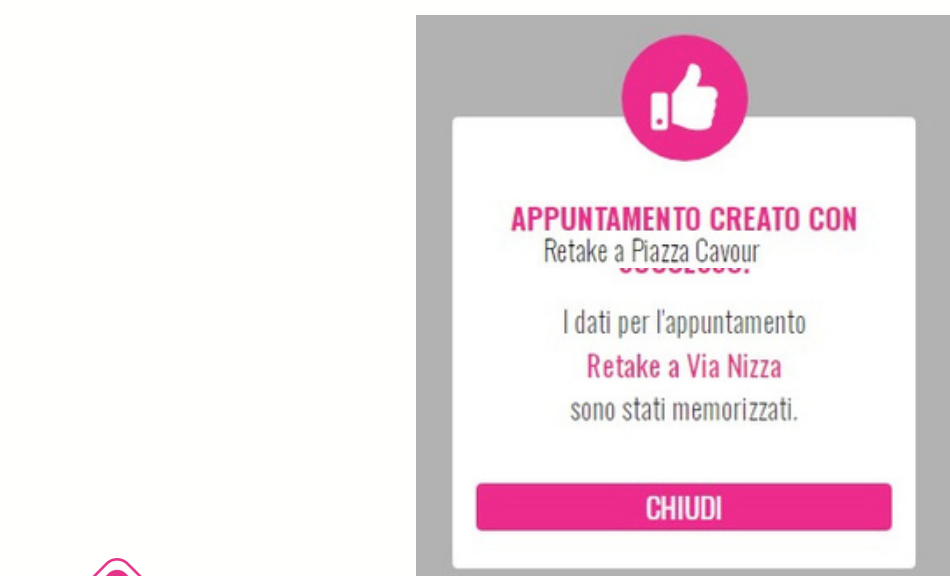 APPUNTAMENTO CREATO CON
Retake a Piazza Cavour
I dati per l'appuntamento
Retake a Via Nizza
sono stati memorizzati.
CHIUDI